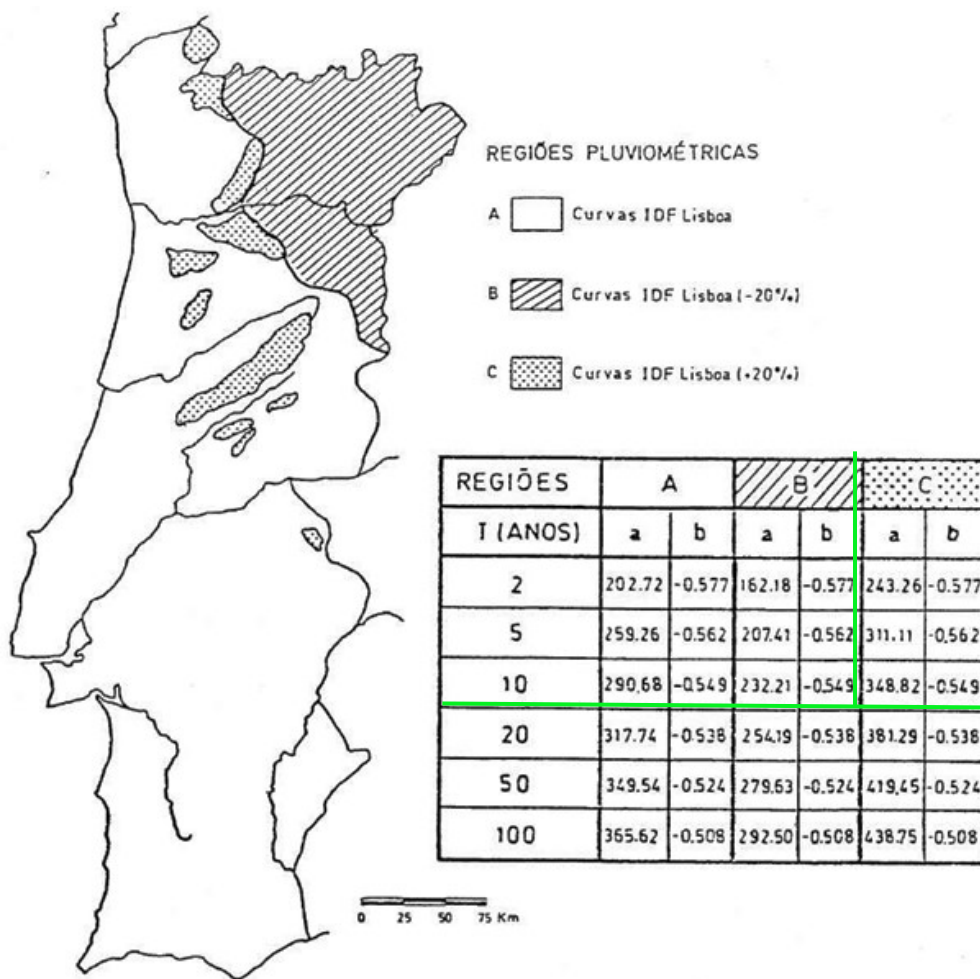 REGIÕES PLUVIOMÉTRICAS
A Curvas IDF Lisboa
B Curvas IDF Lisboa (-20%)
C Curvas IDF Lisboa (+20%)
REGIÕES A B C
T (ANOS) a b a b a b
2 202.72 -0.577 162.18 -0.577 243.26 -0.577
5 259.26 -0.562 207.41 -0.562 311.11 -0.562
10 290.68 -0.549 232.21 -0.549 348.82 -0.549
20 317.74 -0.538 254.19 -0.538 381.29 -0.538
50 349.54 -0.524 279.63 -0.524 419.45 -0.524
100 365.62 -0.508 292.50 -0.508 438.75 -0.508
0 25 50 75 Km